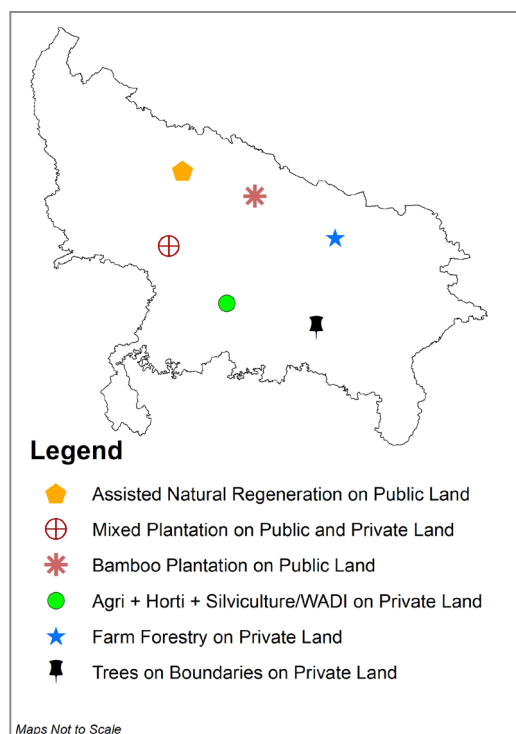 Legend
Assisted Natural Regeneration on Public Land
Mixed Plantation on Public and Private Land
Bamboo Plantation on Public Land
Agri + Horti + Silviculture/WADI on Private Land
Farm Forestry on Private Land
Trees on Boundaries on Private Land
Maps Not to Scale